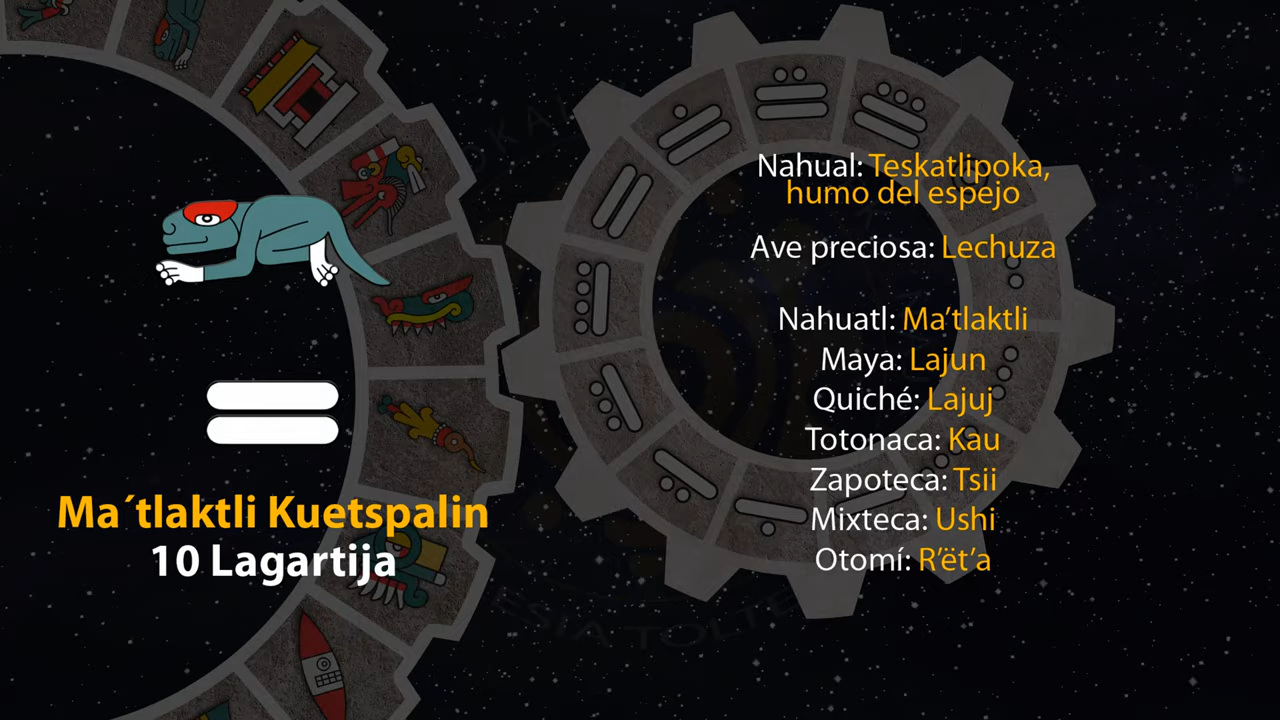 Ma´tlaktli Kuetspalin
10 Lagartija
Nahual: Teskatlipoka,
humo del espejo
Ave preciosa: Lechuza
Nahuatl: Ma’tlaktli
Maya: Lajun
Quiché: Lajuj
Totonaca: Kau
Zapoteca: Tsii
Mixteca: Ushi
Otomí: R’ët’a